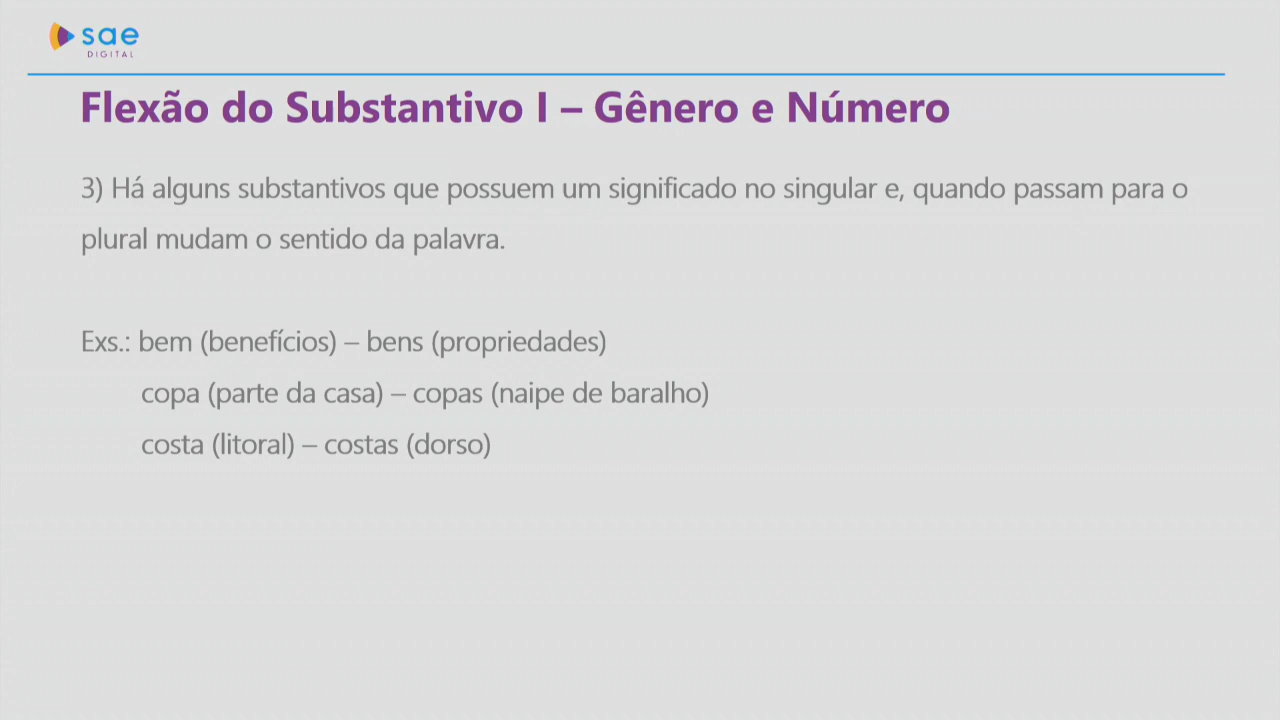 sae
DIGITAL
Flexão do Substantivo I – Gênero e Número
3) Há alguns substantivos que possuem um significado no singular e, quando passam para o
plural mudam o sentido da palavra.
Exs.: bem (benefícios) – bens (propriedades)
copa (parte da casa) – copas (naipe de baralho)
costa (litoral) – costas (dorso)